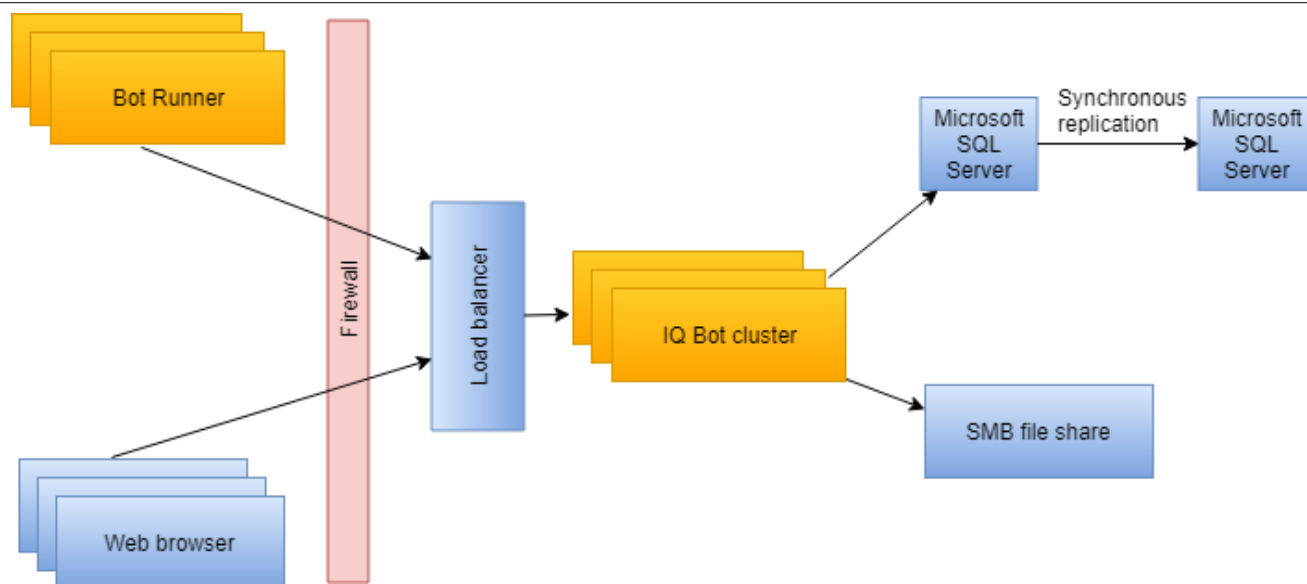 Bot Runner
Firewall
Load balancer
IQ Bot cluster
Microsoft
SQL
Server
Synchronous
replication
Microsoft
SQL
Server
SMB file share
Web browser